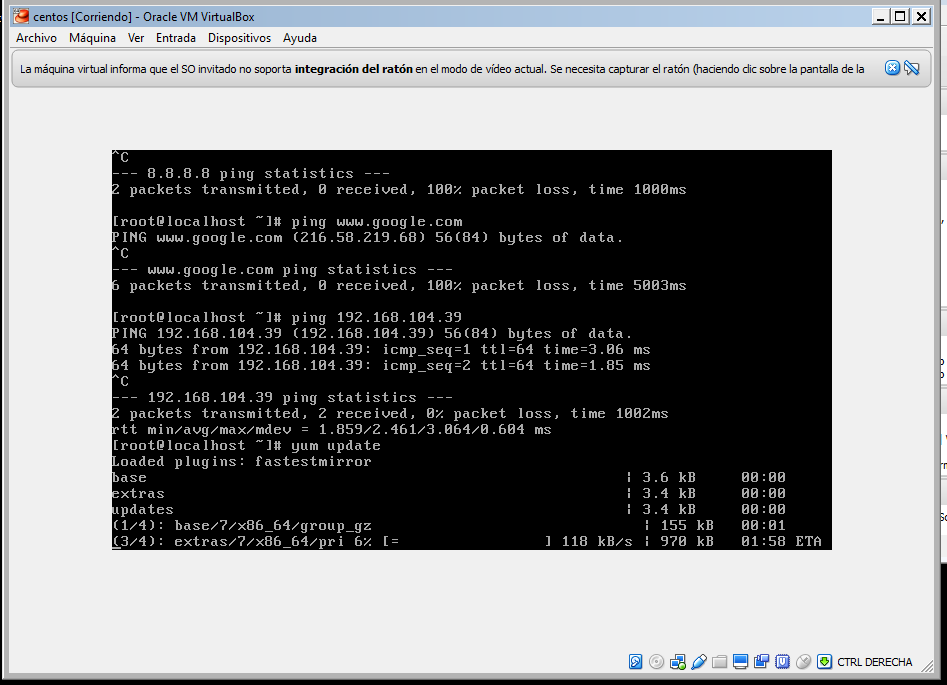 centos [Corriendo] - Oracle VM VirtualBox
Archivo Máquina Ver Entrada Dispositivos Ayuda
La máquina virtual informa que el SO invitado no soporta integración del ratón en el modo de vídeo actual. Se necesita capturar el ratón (haciendo clic sobre la pantalla de la
^C
--- 8.8.8.8 ping statistics ---
2 packets transmitted, 0 received, 100% packet loss, time 1000ms
[root@localhost ~]# ping www.google.com
PING www.google.com (216.58.219.68) 56(84) bytes of data.
^C
--- www.google.com ping statistics ---
6 packets transmitted, 0 received, 100% packet loss, time 5003ms
[root@localhost ~]# ping 192.168.104.39
PING 192.168.104.39 (192.168.104.39) 56(84) bytes of data.
64 bytes from 192.168.104.39: icmp_seq=1 ttl=64 time=3.06 ms
64 bytes from 192.168.104.39: icmp_seq=2 ttl=64 time=1.85 ms
^C
--- 192.168.104.39 ping statistics ---
2 packets transmitted, 2 received, 0% packet loss, time 1002ms
rtt min/avg/max/mdev = 1.859/2.461/3.064/0.604 ms
[root@localhost ~]# yum update
Loaded plugins: fastestmirror
base | 3.6 kB 00:00
extras | 3.4 kB 00:00
updates | 3.4 kB 00:00
(1/4): base/7/x86_64/group_gz | 155 kB 00:01
(3/4): extras/7/x86_64/pri 6% [= ] 118 kB/s | 970 kB 01:58 ETA
CTRL DERECHA